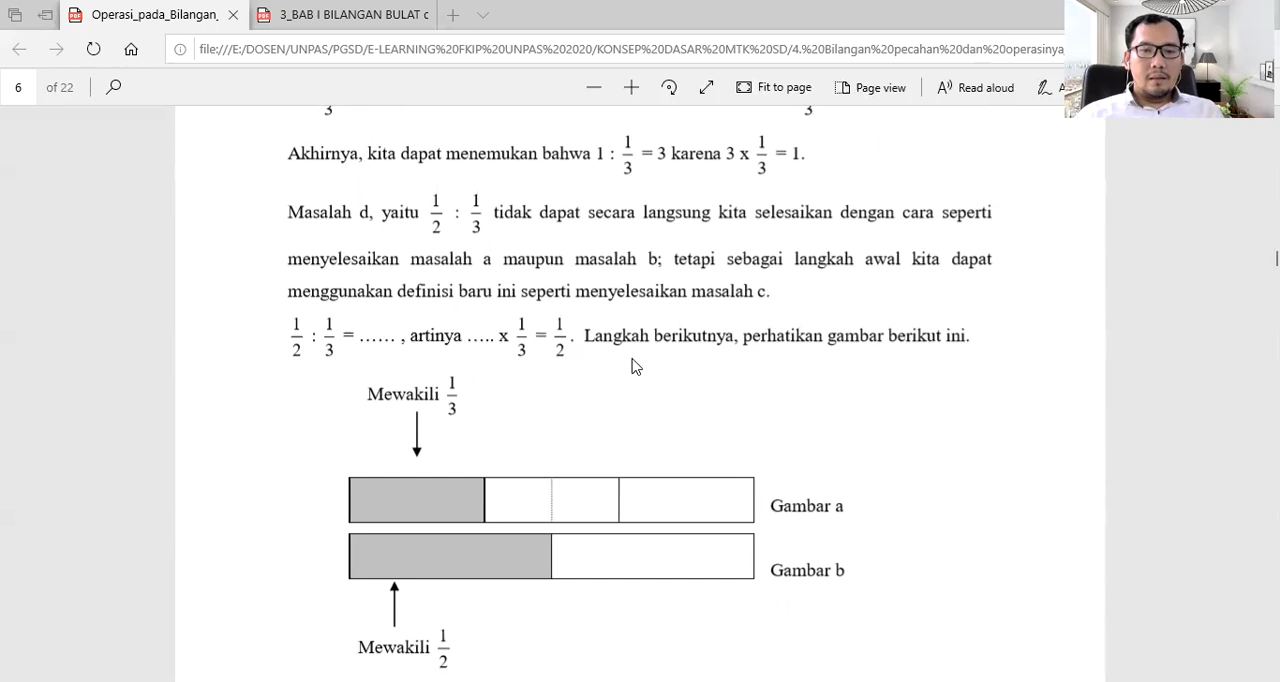 Operasi_pada_Bilangan_
3_BAB I BILANGAN BULAT c
file:///E:/DOSEN/UNPAS/PGSD/E-LEARNING%20FKIP%20UNPAS%202020/KONSEP%20DASAR%20MTK%20SD/4.%20Bilangan%20pecahan%20dan%20operasinya
6 of 22 Fit to page Page view Read aloud
3 3
Akhirnya, kita dapat menemukan bahwa 1 : 1/3 = 3 karena 3 x 1/3 = 1.
Masalah d, yaitu 1/2 : 1/3 tidak dapat secara langsung kita selesaikan dengan cara seperti
menyelesaikan masalah a maupun masalah b; tetapi sebagai langkah awal kita dapat
menggunakan definisi baru ini seperti menyelesaikan masalah c.
1/2 : 1/3 = …… , artinya ….. x 1/3 = 1/2. Langkah berikutnya, perhatikan gambar berikut ini.
Mewakili 1/3
Gambar a
Gambar b
Mewakili 1/2